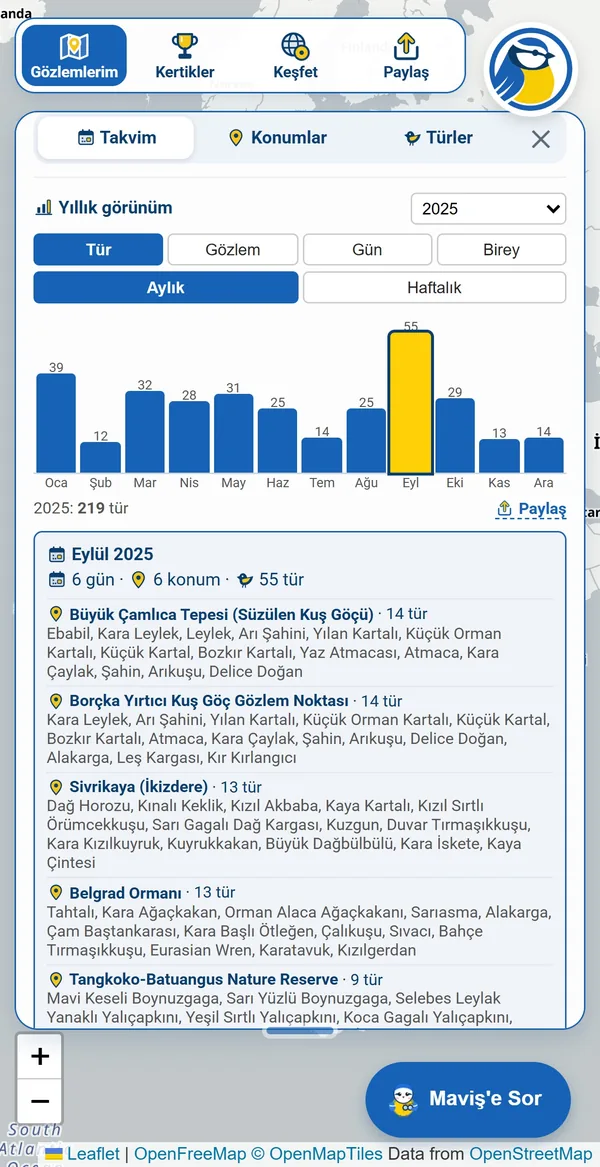 anda
Gözlemlerim
Kertikler
Keşfet
Paylaş
Takvim
Konumlar
Türler
Yıllık görünüm
2025
Tür
Gözlem
Gün
Birey
Aylık
Haftalık
39
12
32
28
31
25
14
25
55
29
13
14
Oca
Şub
Mar
Nis
May
Haz
Tem
Ağu
Eyl
Eki
Kas
Ara
2025: 219 tür
Paylaş
Eylül 2025
6 gün · 6 konum · 55 tür
Büyük Çamlıca Tepesi (Süzülen Kuş Göçü) · 14 tür
Ebabil, Kara Leylek, Leylek, Arı Şahini, Yılan Kartalı, Küçük Orman
Kartalı, Küçük Kartal, Bozkır Kartalı, Yaz Atmacası, Atmaca, Kara
Çaylak, Şahin, Arıkuşu, Delice Doğan
Borçka Yırtıcı Kuş Göç Gözlem Noktası · 14 tür
Kara Leylek, Arı Şahini, Yılan Kartalı, Küçük Orman Kartalı, Küçük Kartal,
Bozkır Kartalı, Atmaca, Kara Çaylak, Şahin, Arıkuşu, Delice Doğan,
Alakarga, Leş Kargası, Kır Kırlangıcı
Sivrikaya (İkizdere) · 13 tür
Dağ Horozu, Kınalı Keklik, Kızıl Akbaba, Kaya Kartalı, Kızıl Sırtlı
Örümcekkuşu, Sarı Gagalı Dağ Kargası, Kuzgun, Duvar Tırmaşıkkuşu,
Kara Kızılkuyruk, Kuyrukkakan, Büyük Dağbülbülü, Kara İskete, Kaya
Çintesi
Belgrad Ormanı · 13 tür
Tahtalı, Kara Ağaçkakan, Orman Alaca Ağaçkakanı, Sarıasma, Alakarga,
Çam Baştankarası, Kara Başlı Ötleğen, Çalıkuşu, Sıvacı, Bahçe
Tırmaşıkkuşu, Eurasian Wren, Karatavuk, Kızılgerdan
Tangkoko-Batuangus Nature Reserve · 9 tür
Mavi Keseli Boynuzgaga, Sarı Yüzlü Boynuzgaga, Selebes Leylak
Yanaklı Yalıçapkını, Yeşil Sırtlı Yalıçapkını, Koca Gagalı Yalıçapkını,
+
−
Maviş'e Sor
South
Leaflet | OpenFreeMap © OpenMapTiles Data from OpenStreetMap